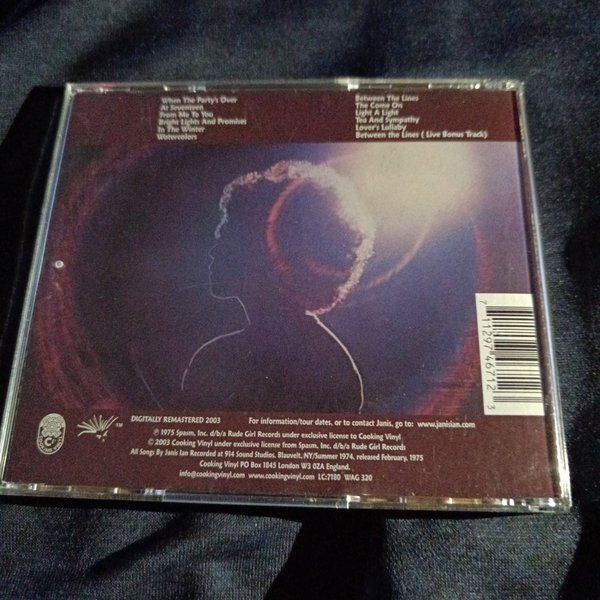 When The Party's Over
At Seventeen
From Me To You
Bright Lights And Promises
In The Winter
Watercolors
Between The Lines
The Come On
Light A Light
Tea And Sympathy
Lover's Lullaby
Between the Lines ( Live Bonus Track)
7 11297 46712 3
TM
DIGITALLY REMASTERED 2003 For information/tour dates, or to contact Janis, go to: www.janisian.com
℗ 1975 Spasm, Inc. d/b/a Rude Girl Records under exclusive license to Cooking Vinyl
© 2003 Cooking Vinyl under exclusive license from Spasm, Inc. d/b/a Rude Girl Records
All Songs By Janis Ian Recorded at 914 Sound Studios, Blauvelt, NY/Summer 1974, released February, 1975
Cooking Vinyl PO Box 1845 London W3 0ZA England.
info@cookingvinyl.com www.cookingvinyl.com LC:7180 WAG 320